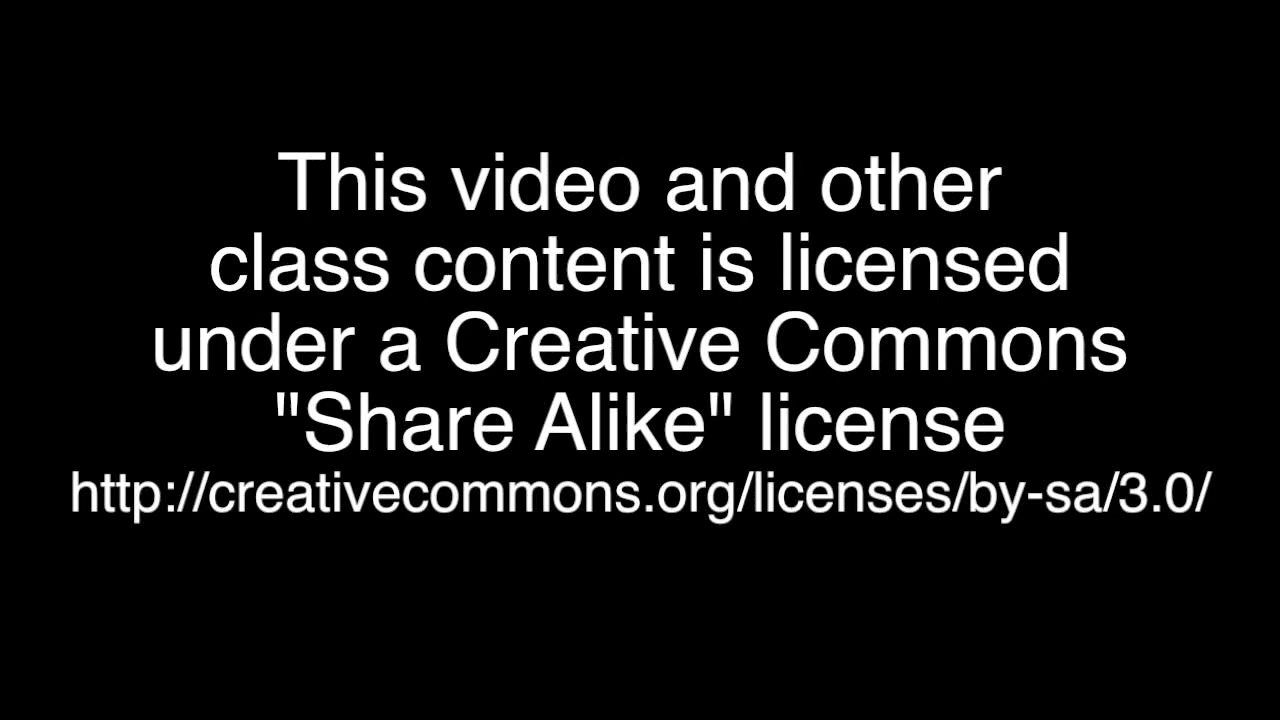 This video and other
class content is licensed
under a Creative Commons
"Share Alike" license
http://creativecommons.org/licenses/by-sa/3.0/